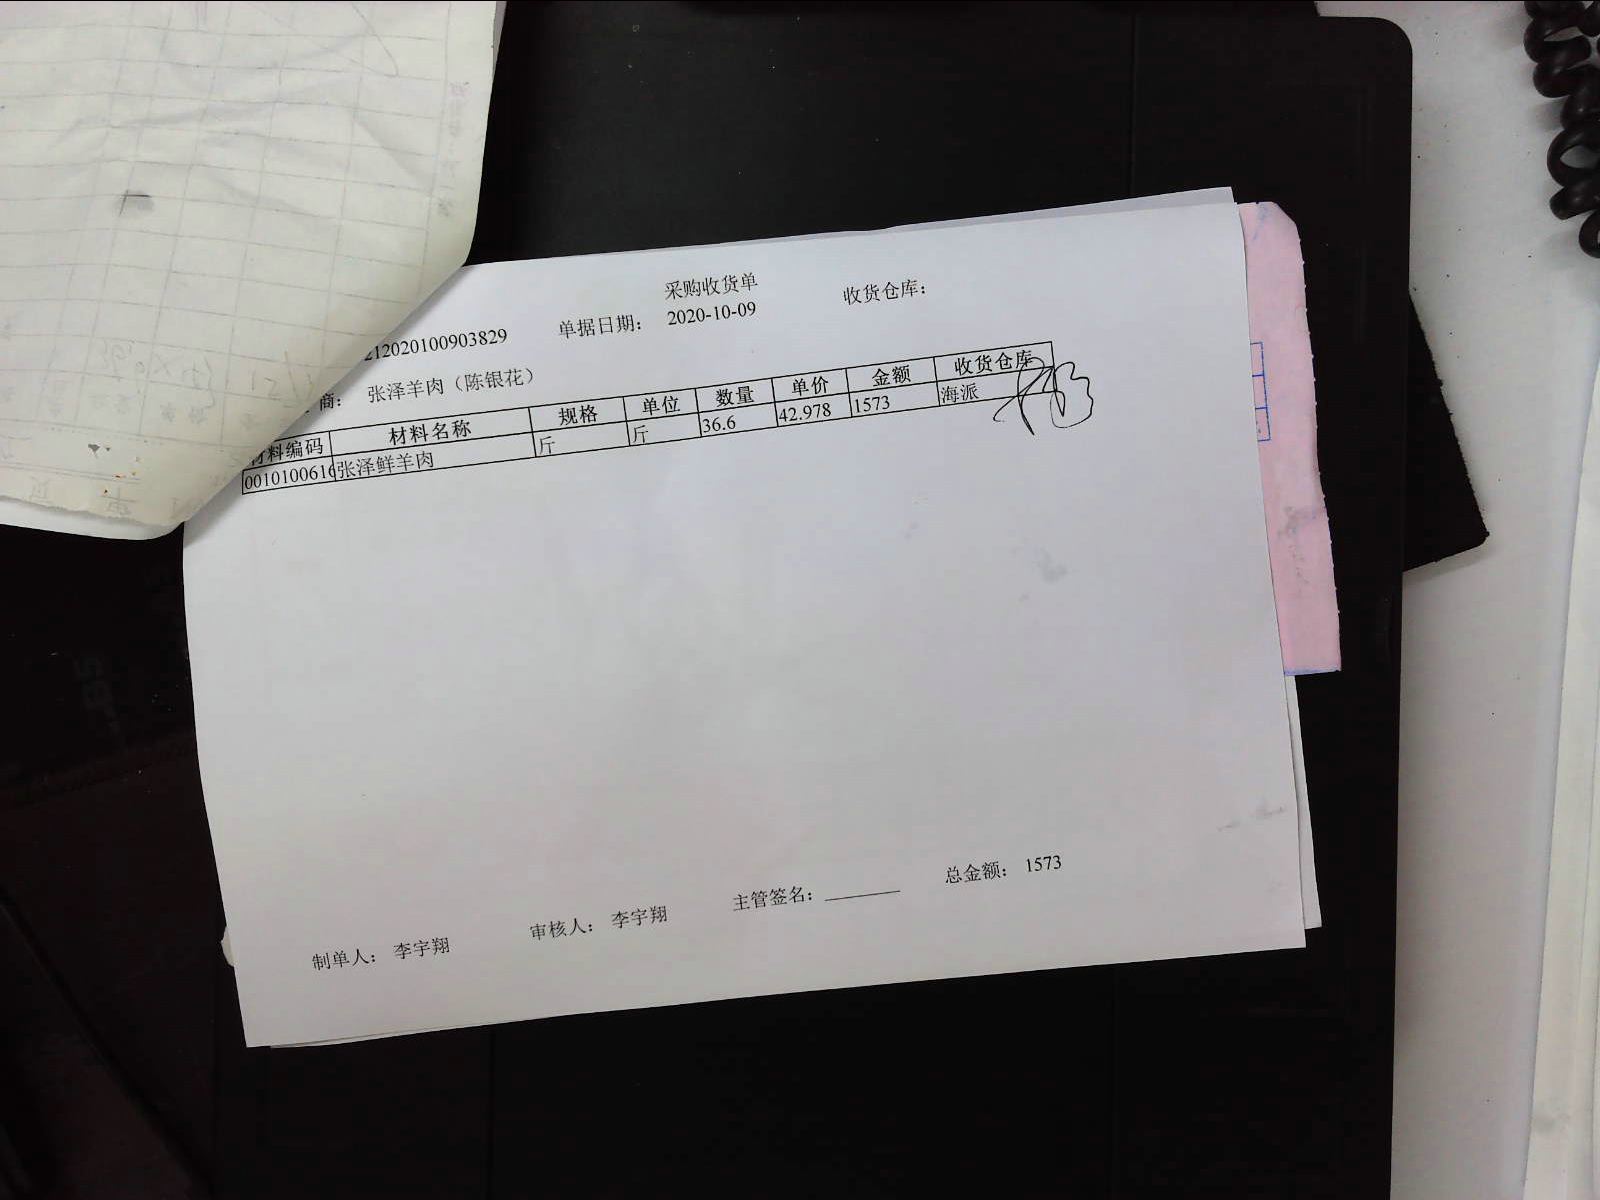 采购收货单
212020100903829 单据日期： 2020-10-09 收货仓库：
商： 张泽羊肉（陈银花）
材料编码 材料名称 规格 单位 数量 单价 金额 收货仓库
0010100616 张泽鲜羊肉 斤 斤 36.6 42.978 1573 海派
制单人： 李宇翔 审核人： 李宇翔 主管签名： 总金额： 1573